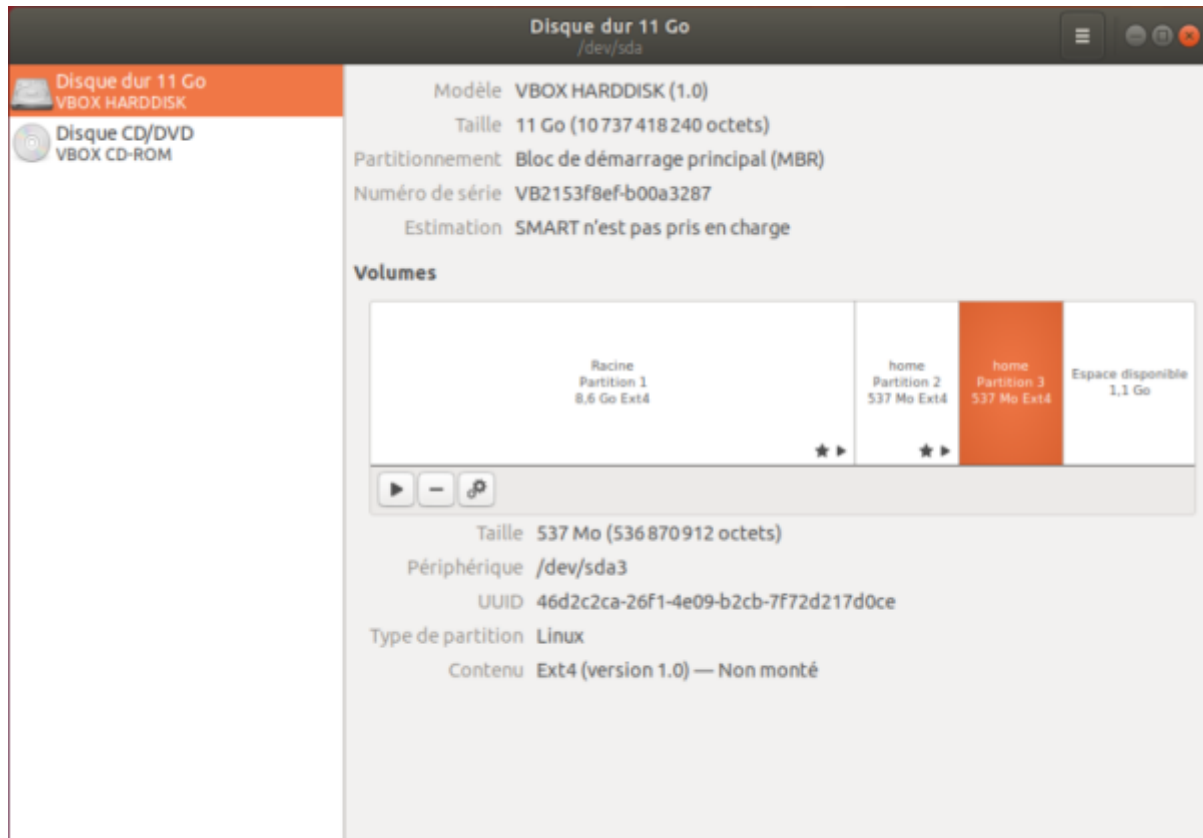 Disque dur 11 Go
/dev/sda
Disque dur 11 Go
VBOX HARDDISK
Disque CD/DVD
VBOX CD-ROM
Modèle VBOX HARDDISK (1.0)
Taille 11 Go (10 737 418 240 octets)
Partitionnement Bloc de démarrage principal (MBR)
Numéro de série VB2153f8ef-b00a3287
Estimation SMART n’est pas pris en charge
Volumes
Racine
Partition 1
8,6 Go Ext4
home
Partition 2
537 Mo Ext4
home
Partition 3
537 Mo Ext4
Espace disponible
1,1 Go
Taille 537 Mo (536 870 912 octets)
Périphérique /dev/sda3
UUID 46d2c2ca-26f1-4e09-b2cb-7f72d217d0ce
Type de partition Linux
Contenu Ext4 (version 1.0) — Non monté